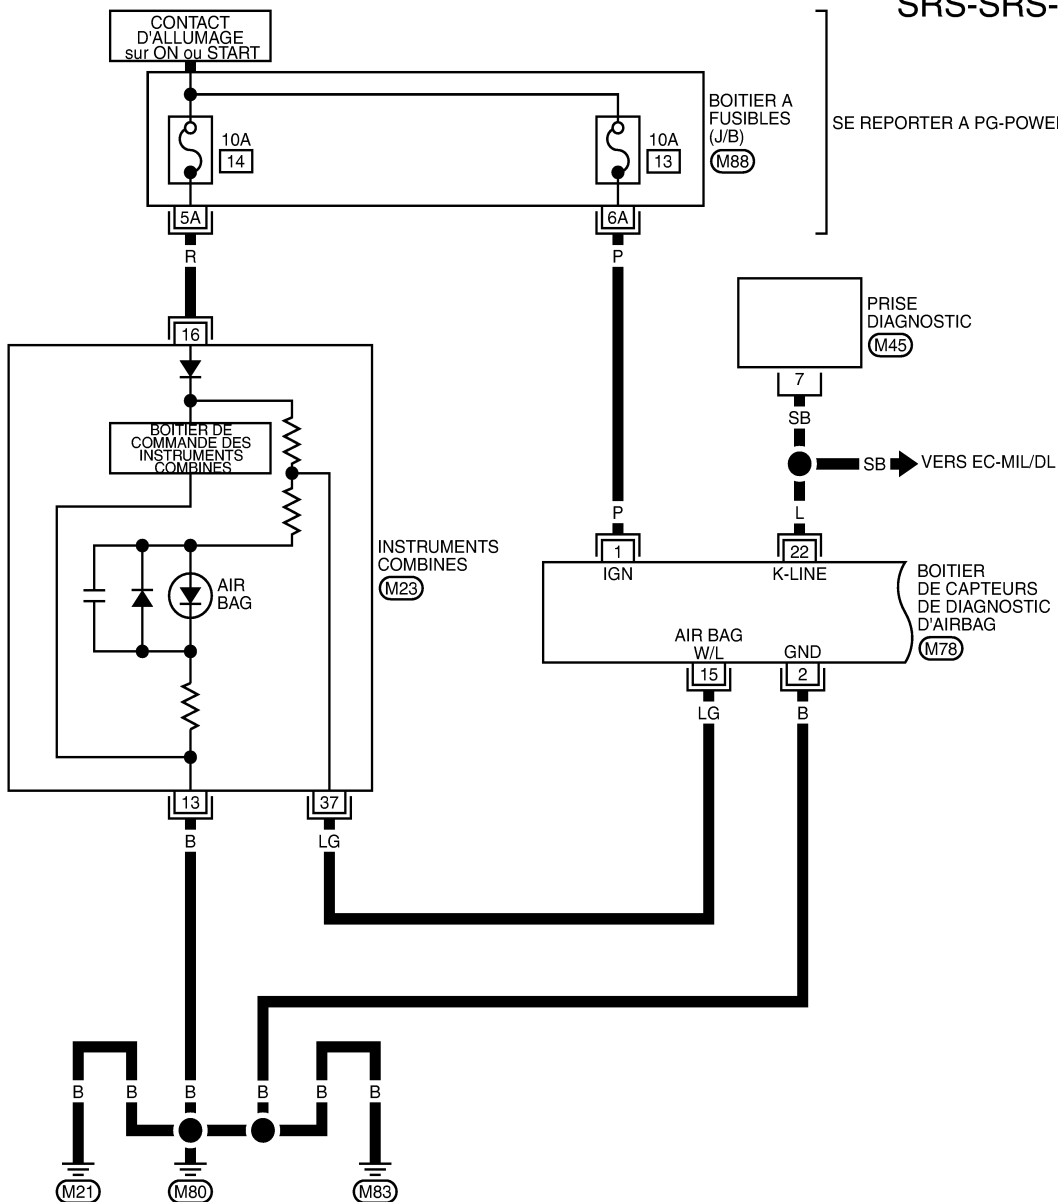 SRS-SRS-
CONTACT
D'ALLUMAGE
sur ON ou START
BOITIER A
FUSIBLES
(J/B)
M88
SE REPORTER A PG-POWER
10A
14
10A
13
5A
6A
R
P
16
PRISE
DIAGNOSTIC
M45
7
SB
SB
VERS EC-MIL/DL
L
BOITIER DE
COMMANDE DES
INSTRUMENTS
COMBINES
AIR
BAG
INSTRUMENTS
COMBINES
M23
P
1
22
IGN
K-LINE
BOITIER
DE CAPTEURS
DE DIAGNOSTIC
D'AIRBAG
M78
AIR BAG
W/L
GND
15
2
LG
B
13
37
B
LG
B
B
B
B
B
B
M21
M80
M83